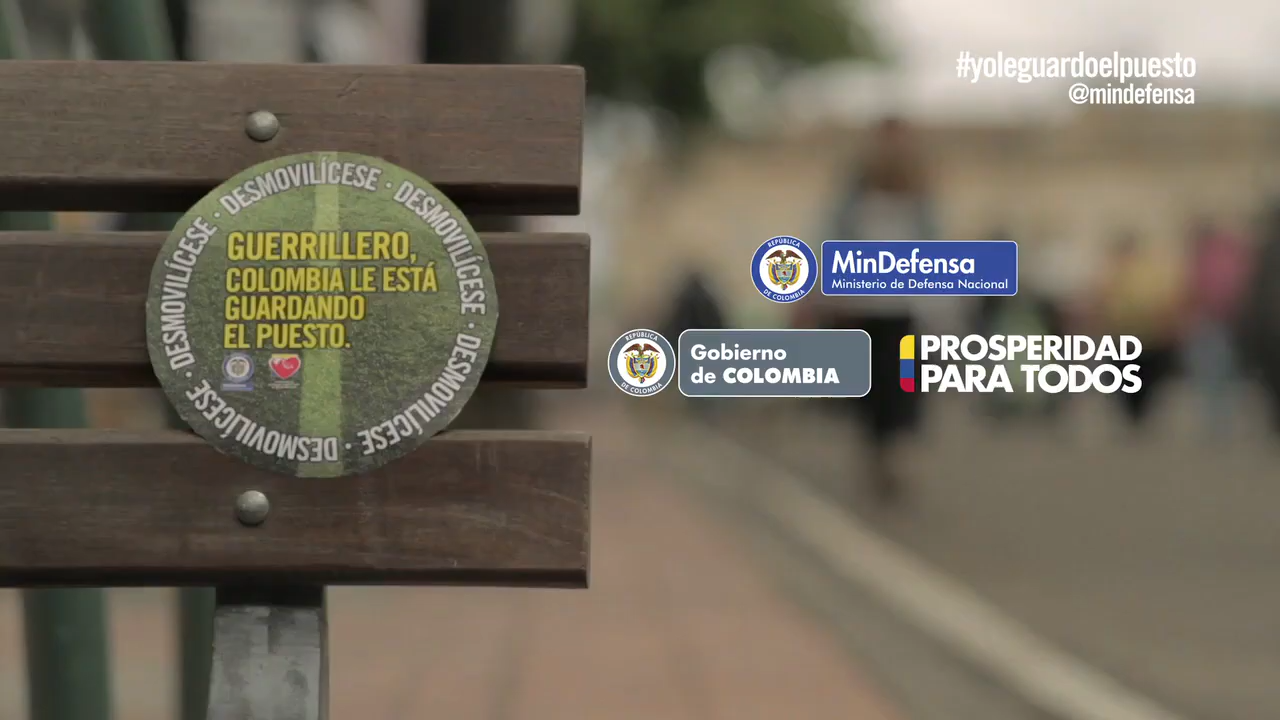 #yoleguardoelpuesto
@mindefensa
DESMOVILÍCESE · DESMOVILÍCESE · DESMOVILÍCESE · DESMOVILÍCESE · DESMOVILÍCESE ·
GUERRILLERO,
COLOMBIA LE ESTÁ
GUARDANDO
EL PUESTO.
REPÚBLICA
DE COLOMBIA
MinDefensa
Ministerio de Defensa Nacional
REPÚBLICA
DE COLOMBIA
Gobierno
de COLOMBIA
PROSPERIDAD
PARA TODOS